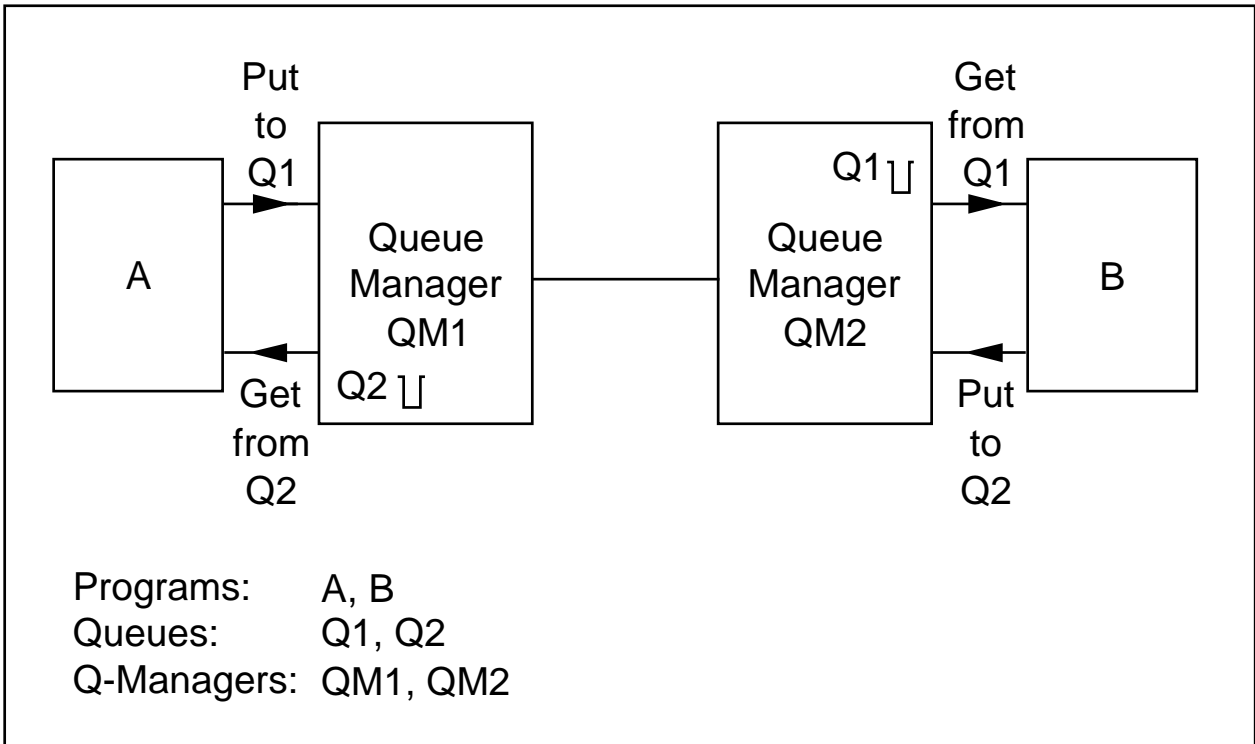 Put
to
Q1
A
Get
from
Q2
Queue
Manager
QM1
Q2
Q1
Queue
Manager
QM2
Get
from
Q1
B
Put
to
Q2
Programs: A, B
Queues: Q1, Q2
Q-Managers: QM1, QM2